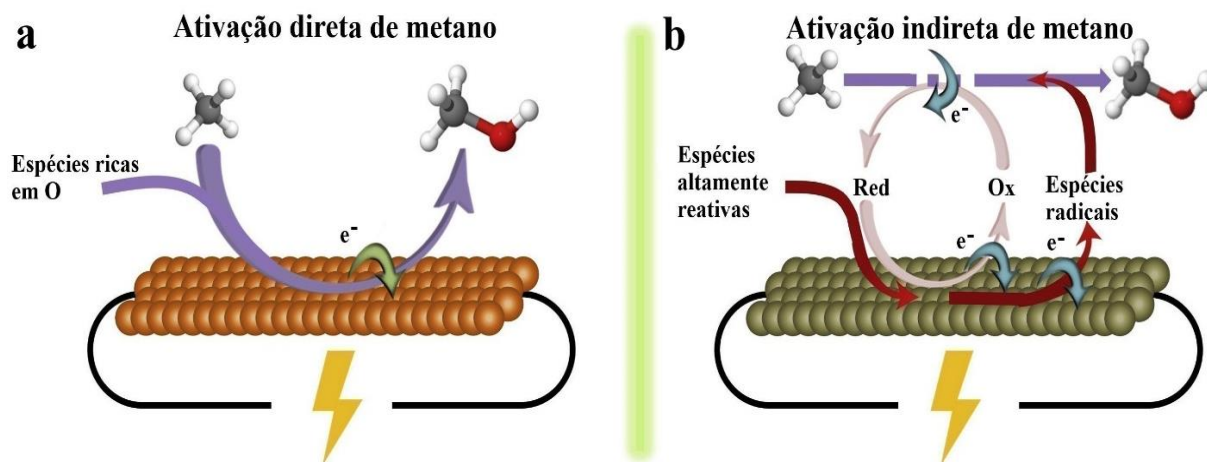 a
Ativação direta de metano
Espécies ricas
em O
e-
b
Ativação indireta de metano
e-
Espécies
altamente
reativas
Red
Ox
Espécies
radicais
e-
e-